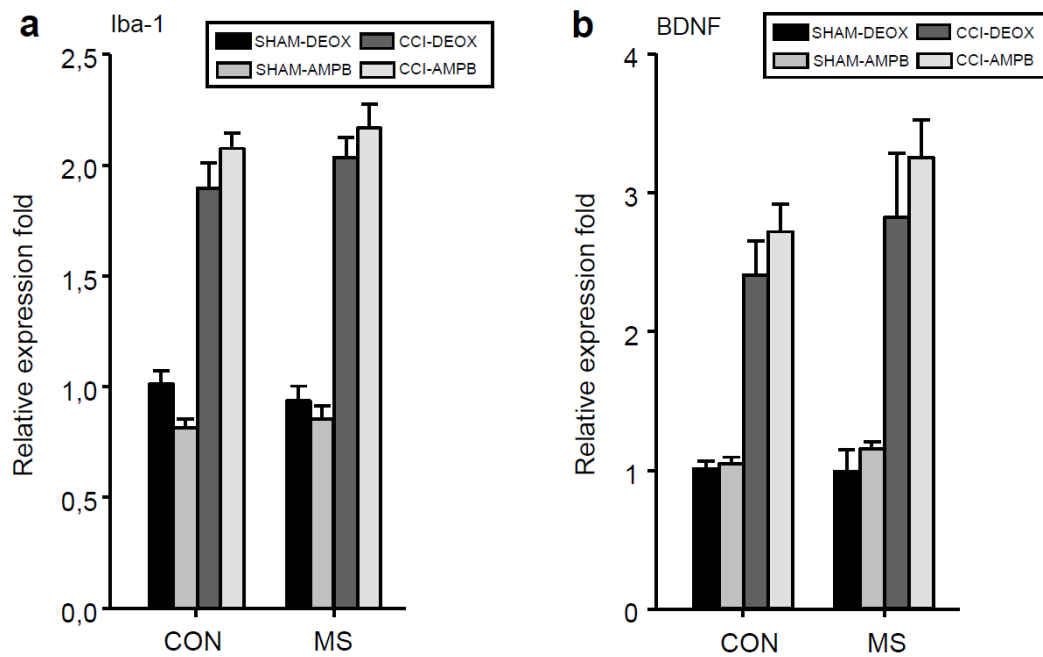 a
Iba-1
SHAM-DEOX CCI-DEOX
SHAM-AMPB CCI-AMPB
2,5
2,0
1,5
1,0
0,5
0,0
Relative expression fold
CON MS
b
BDNF
SHAM-DEOX CCI-DEOX
SHAM-AMPB CCI-AMPB
4
3
2
1
0
Relative expression fold
CON MS